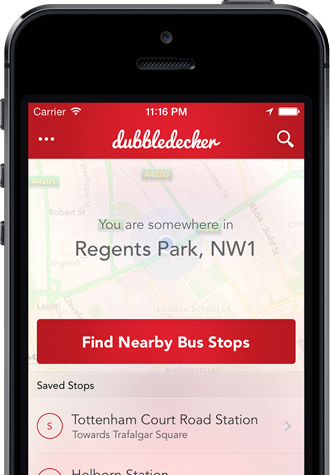 Carrier 11:16 PM
••• dubbledecker
A4201
A4200
Robert St
You are somewhere in
Regents Park, NW1
London School of
Find Nearby Bus Stops
Architectural
Saved Stops
S Tottenham Court Road Station
Towards Trafalgar Square
Holborn Station